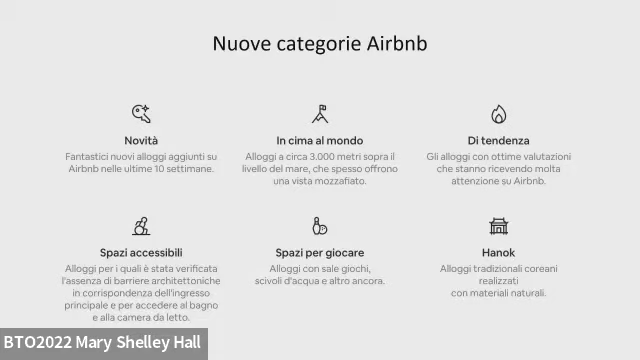 Nuove categorie Airbnb
Novità
Fantastici nuovi alloggi aggiunti su
Airbnb nelle ultime 10 settimane.
In cima al mondo
Alloggi a circa 3.000 metri sopra il
livello del mare, che spesso offrono
una vista mozzafiato.
Di tendenza
Gli alloggi con ottime valutazioni
che stanno ricevendo molta
attenzione su Airbnb.
Spazi accessibili
Alloggi per i quali è stata verificata
l'assenza di barriere architettoniche
in corrispondenza dell'ingresso
principale e per accedere al bagno
e alla camera da letto.
Spazi per giocare
Alloggi con sale giochi,
scivoli d'acqua e altro ancora.
Hanok
Alloggi tradizionali coreani
realizzati
con materiali naturali.
BTO2022 Mary Shelley Hall